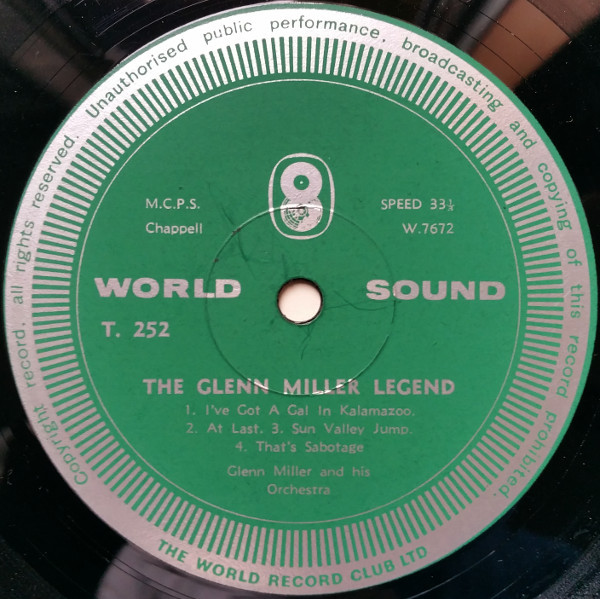 Copyright record, all rights reserved. Unauthorised public performance, broadcasting and copying of this record prohibited.
M.C.P.S.
Chappell
SPEED 33⅓
W.7672
WORLD SOUND
T. 252
THE GLENN MILLER LEGEND
1. I've Got A Gal In Kalamazoo.
2. At Last. 3. Sun Valley Jump.
4. That's Sabotage
Glenn Miller and his
Orchestra
THE WORLD RECORD CLUB LTD